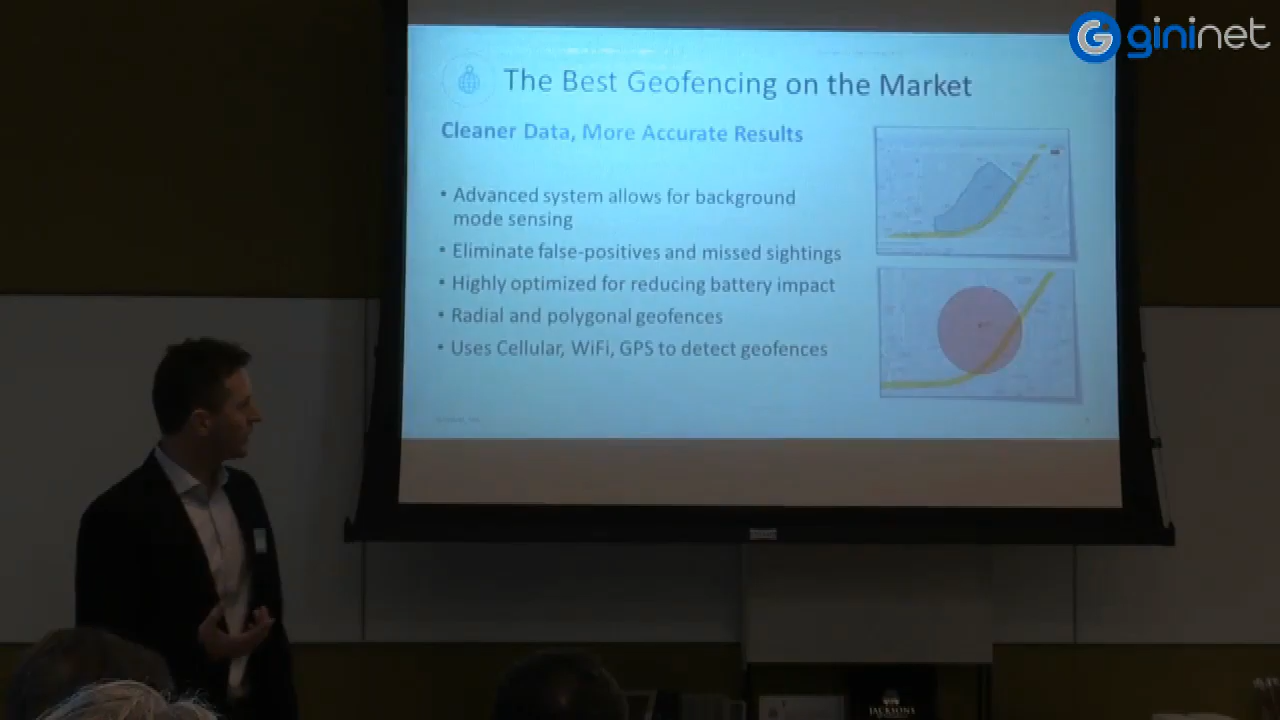 gininet
The Best Geofencing on the Market
Cleaner Data, More Accurate Results
• Advanced system allows for background
mode sensing
• Eliminate false-positives and missed sightings
• Highly optimized for reducing battery impact
• Radial and polygonal geofences
• Uses Cellular, WiFi, GPS to detect geofences
JACKSONS